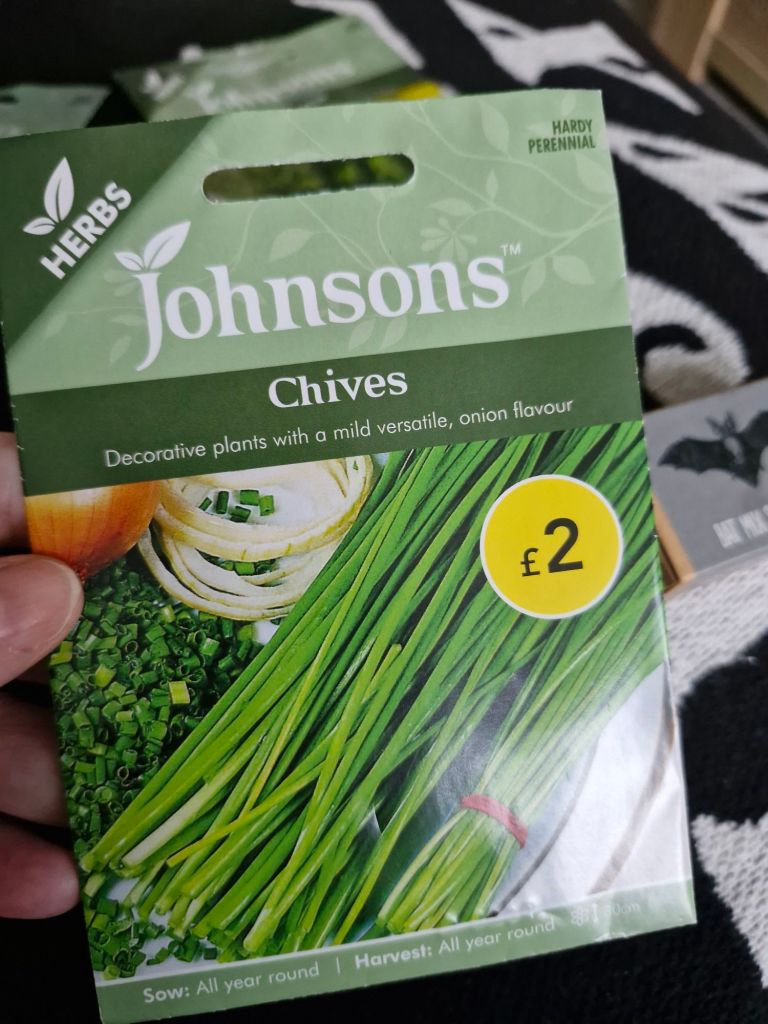 HARDY
PERENNIAL
HERBS
Johnsons™
Chives
Decorative plants with a mild versatile, onion flavour
£2
Sow: All year round | Harvest: All year round